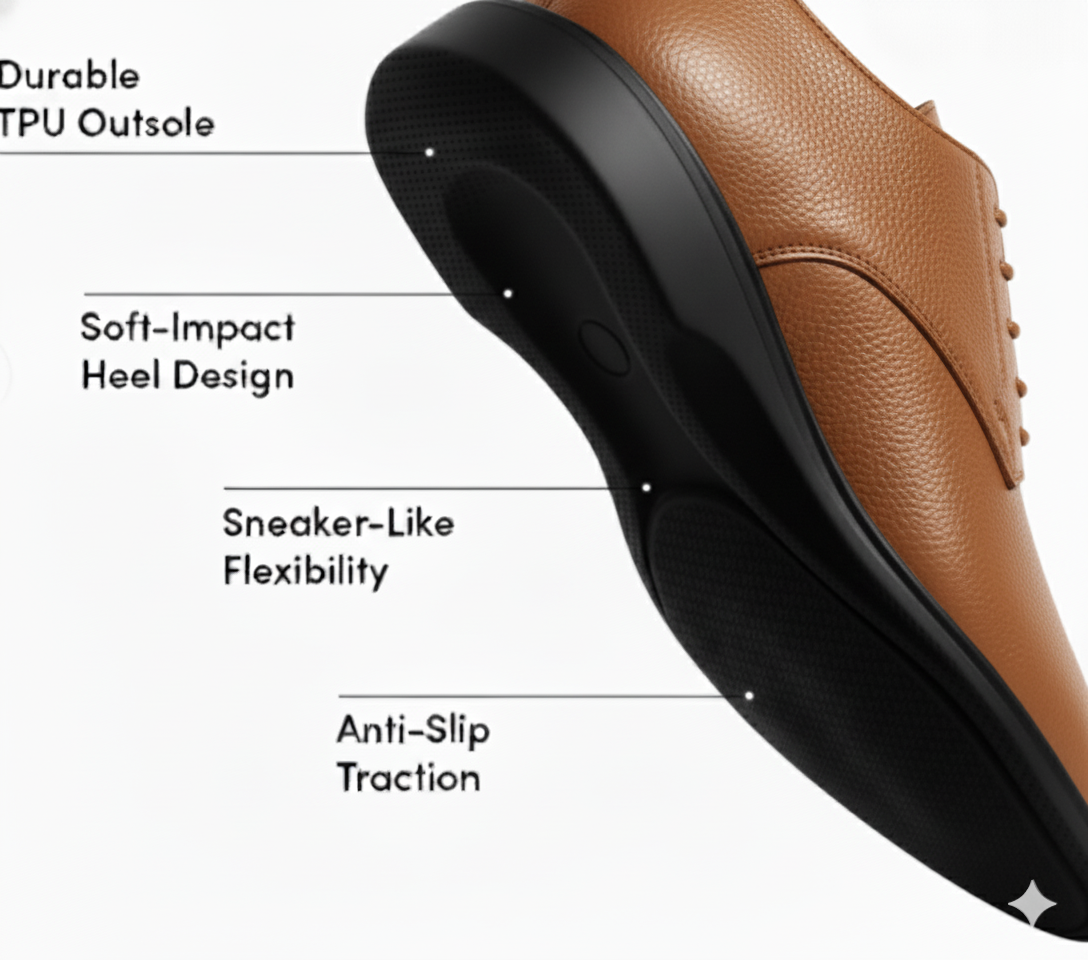 Durable
TPU Outsole
Soft-Impact
Heel Design
Sneaker-Like
Flexibility
Anti-Slip
Traction